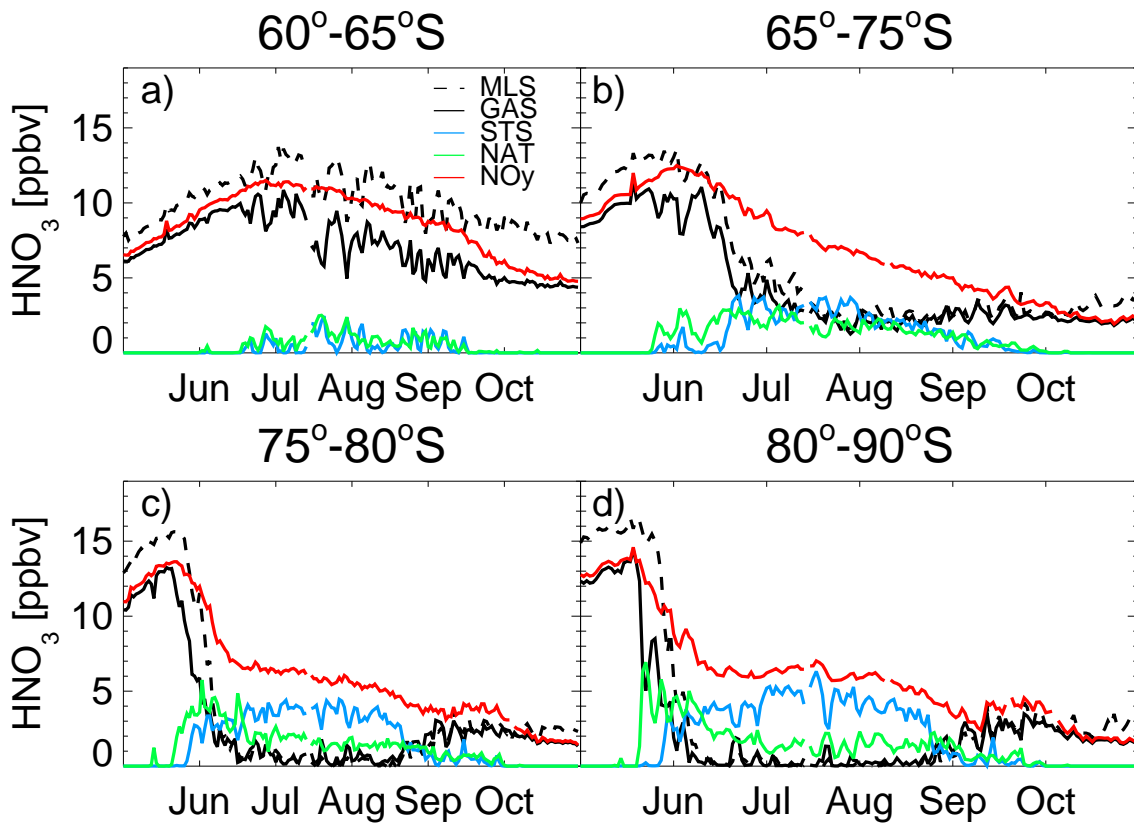 60°-65°S
65°-75°S
a)
b)
MLS
GAS
STS
NAT
NOy
HNO3 [ppbv]
15
10
5
0
Jun Jul Aug Sep Oct
Jun Jul Aug Sep Oct
75°-80°S
80°-90°S
c)
d)
HNO3 [ppbv]
15
10
5
0
Jun Jul Aug Sep Oct
Jun Jul Aug Sep Oct